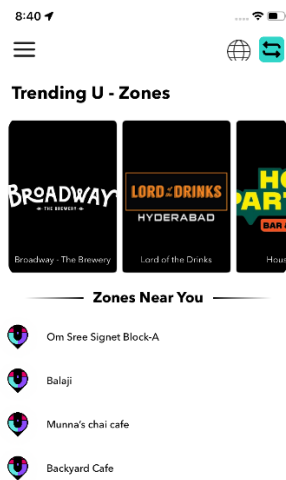 8:40
Trending U - Zones
BROADWAY
THE BREWERY
Broadway - The Brewery
LORD OF THE DRINKS
HYDERABAD
Lord of the Drinks
HO
PART
BAR &
Hous
Zones Near You
Om Sree Signet Block-A
Balaji
Munna's chai cafe
Backyard Cafe